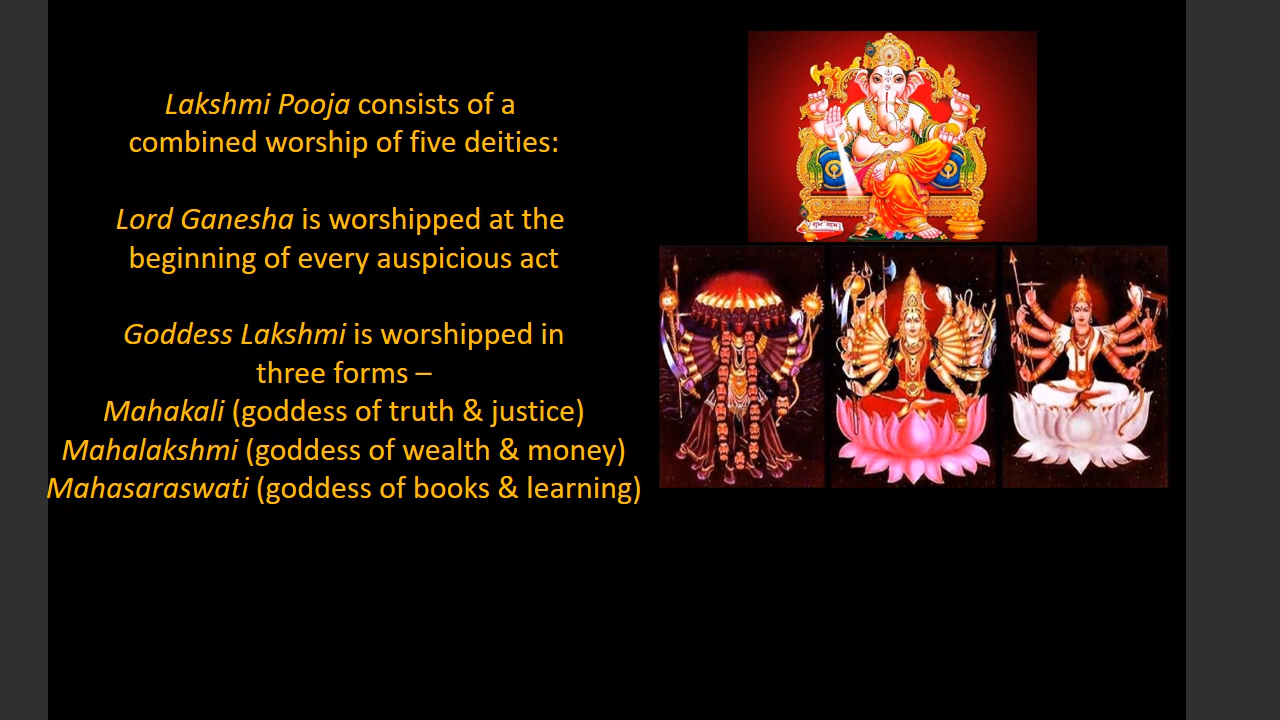 Lakshmi Pooja consists of a
combined worship of five deities:
Lord Ganesha is worshipped at the
beginning of every auspicious act
Goddess Lakshmi is worshipped in
three forms –
Mahakali (goddess of truth & justice)
Mahalakshmi (goddess of wealth & money)
Mahasaraswati (goddess of books & learning)
शुभ लाभ